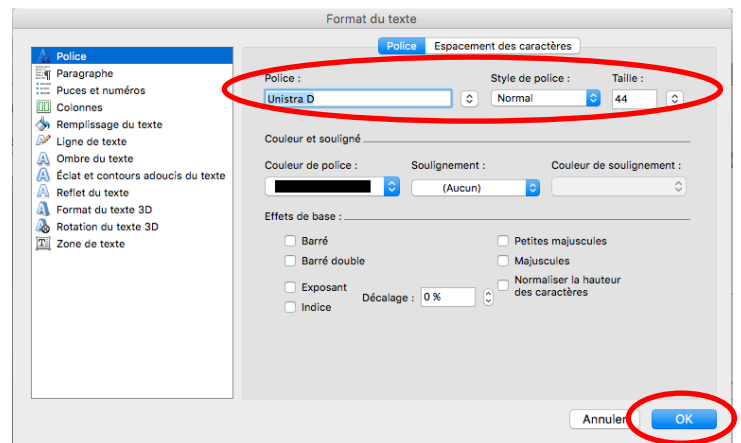 Format du texte
Police
Paragraphe
Puces et numéros
Colonnes
Remplissage du texte
Ligne de texte
Ombre du texte
Éclat et contours adoucis du texte
Reflet du texte
Format du texte 3D
Rotation du texte 3D
Zone de texte
Police Espacement des caractères
Police : Style de police : Taille :
Unistra D Normal 44
Couleur et souligné
Couleur de police : Soulignement : Couleur de soulignement :
(Aucun)
Effets de base :
Barré Petites majuscules
Barré double Majuscules
Exposant Normaliser la hauteur
des caractères
Décalage : 0 %
Indice
Annuler OK